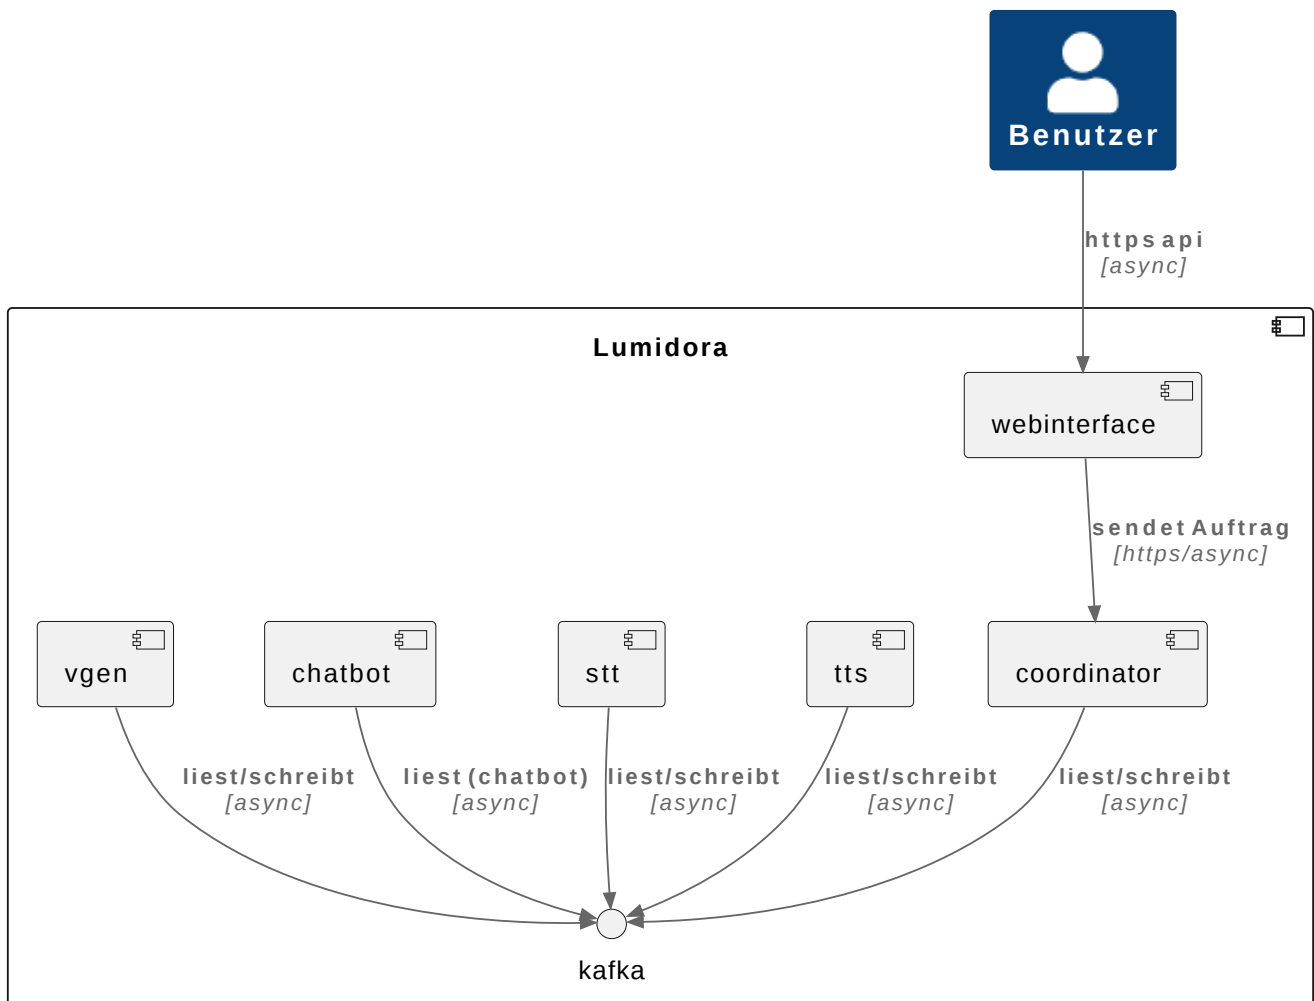 Benutzer
https api
[async]
Lumidora
webinterface
sendet Auftrag
[https/async]
vgen
chatbot
stt
tts
coordinator
liest/schreibt
[async]
liest (chatbot)
[async]
liest/schreibt
[async]
liest/schreibt
[async]
liest/schreibt
[async]
kafka